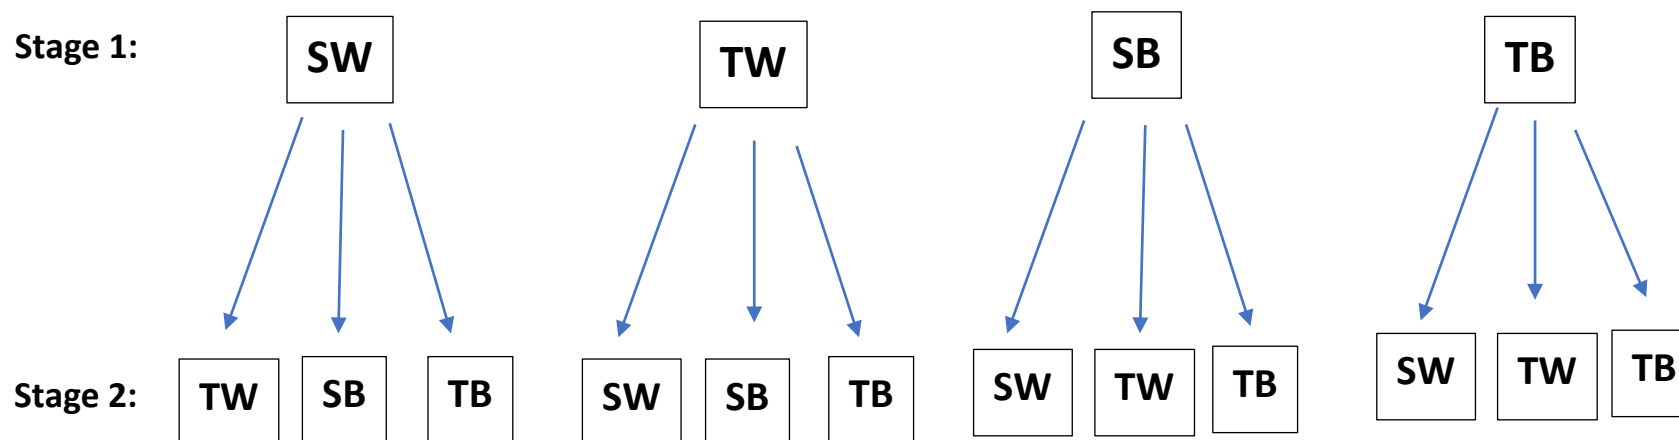 Stage 1: SW TW SB TB
Stage 2: TW SB TB SW SB TB SW TW TB SW TW TB